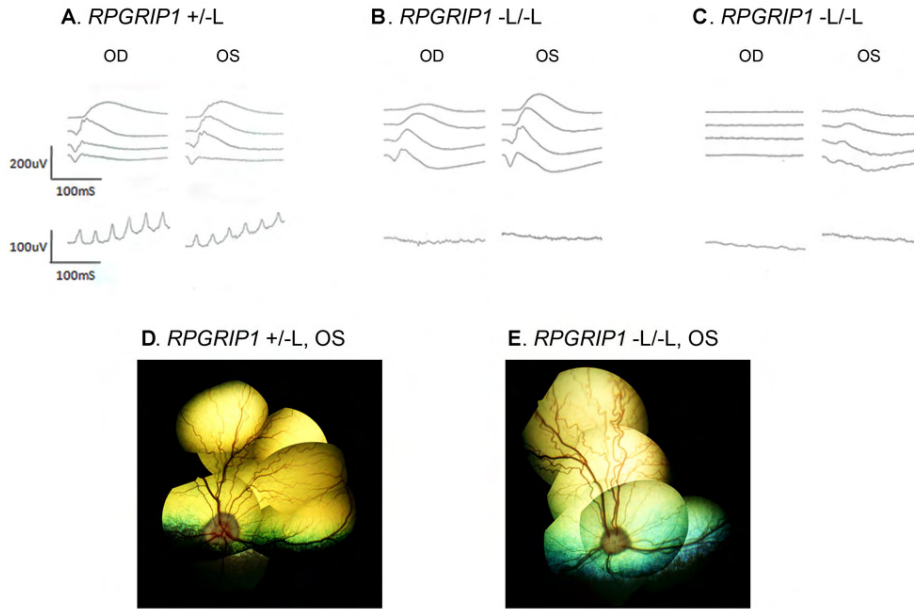 A. RPGRIP1 +/-L
B. RPGRIP1 -L/-L
C. RPGRIP1 -L/-L
OD
OS
OD
OS
OD
OS
200uV
100mS
100uV
100mS
D. RPGRIP1 +/-L, OS
E. RPGRIP1 -L/-L, OS